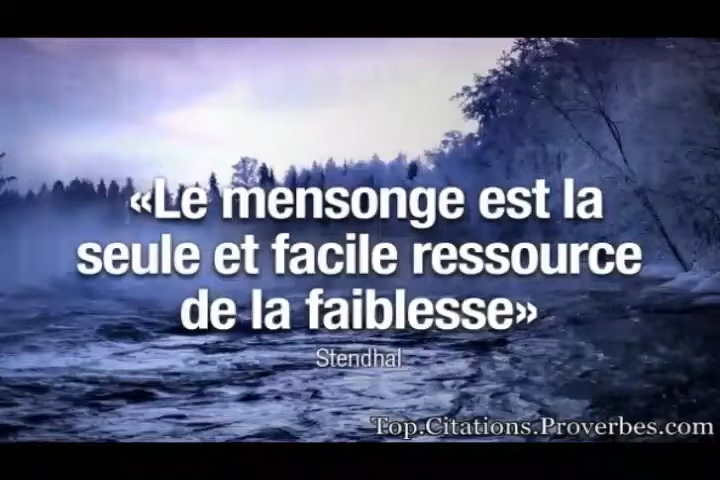 «Le mensonge est la
seule et facile ressource
de la faiblesse»
Stendhal
Top.Citations.Proverbes.com